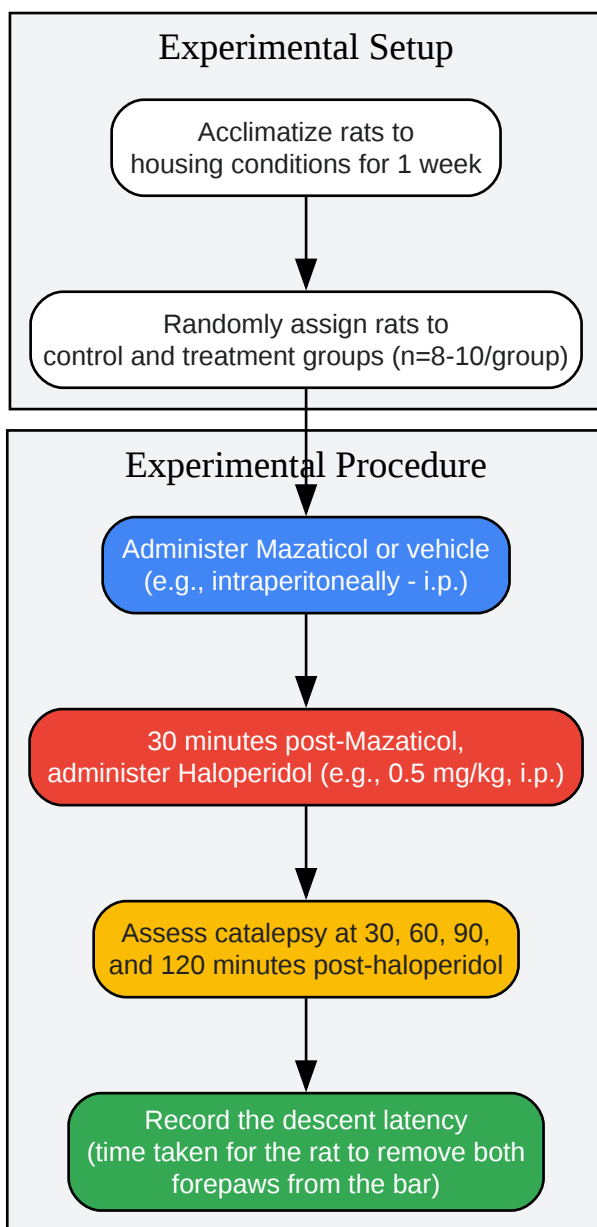 Experimental Setup
Acclimatize rats to
housing conditions for 1 week
Randomly assign rats to
control and treatment groups (n=8-10/group)
Experimental Procedure
Administer Mazaticol or vehicle
(e.g., intraperitoneally - i.p.)
30 minutes post-Mazaticol,
administer Haloperidol (e.g., 0.5 mg/kg, i.p.)
Assess catalepsy at 30, 60, 90,
and 120 minutes post-haloperidol
Record the descent latency
(time taken for the rat to remove both
forepaws from the bar)